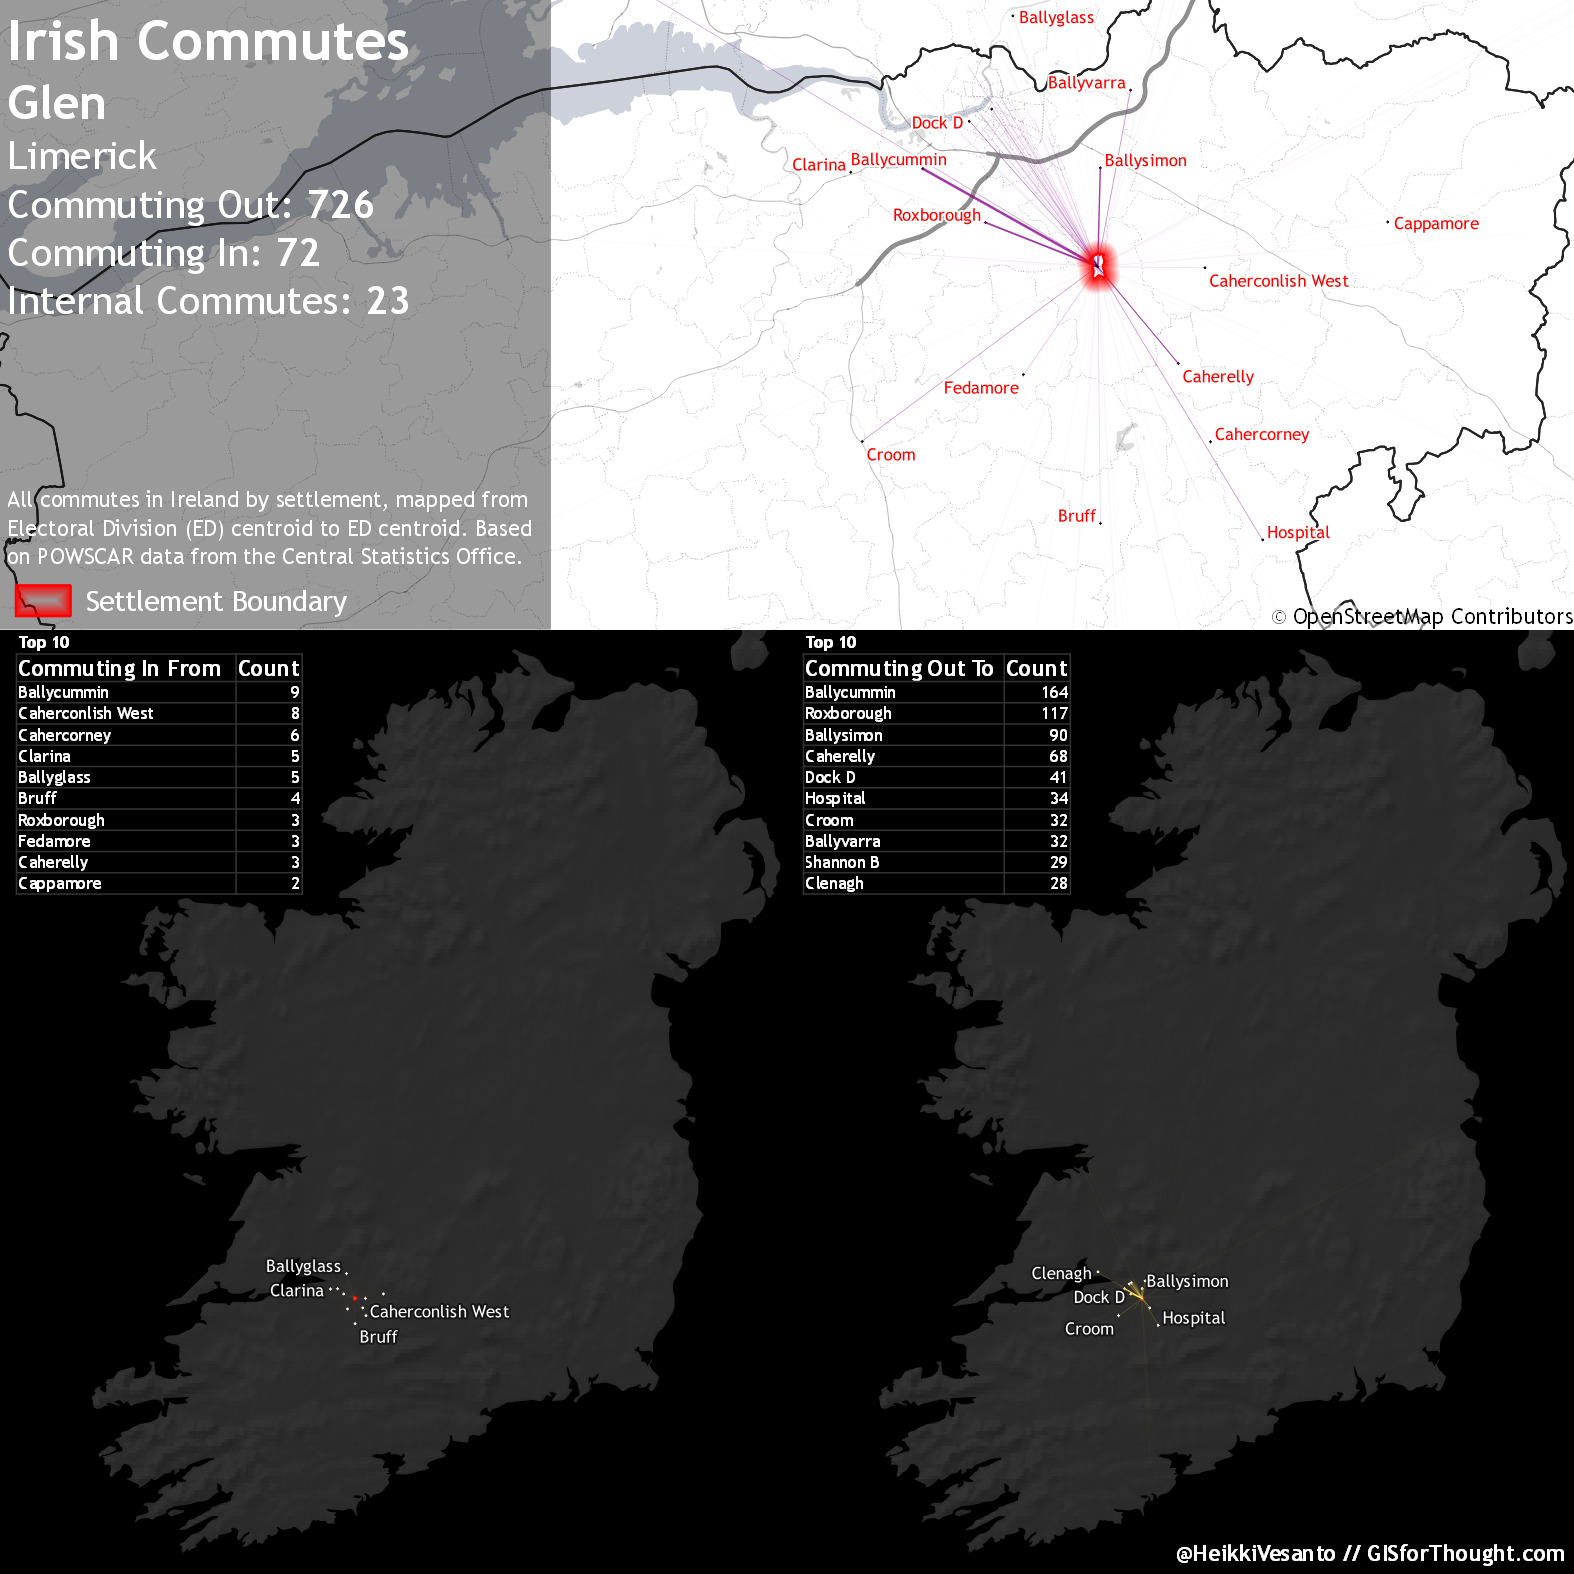 Irish Commutes
Glen
Limerick
Commuting Out: 726
Commuting In: 72
Internal Commutes: 23
All commutes in Ireland by settlement, mapped from
Electoral Division (ED) centroid to ED centroid. Based
on POWSCAR data from the Central Statistics Office.
Settlement Boundary
Ballyglass
Ballyvarra
Dock D
Clarina
Ballycummin
Ballysimon
Roxborough
Cappamore
Caherconlish West
Caherelly
Fedamore
Cahercorney
Croom
Bruff
Hospital
© OpenStreetMap Contributors
Top 10
Commuting In From Count
Ballycummin 9
Caherconlish West 8
Cahercorney 6
Clarina 5
Ballyglass 5
Bruff 4
Roxborough 3
Fedamore 3
Caherelly 3
Cappamore 2
Top 10
Commuting Out To Count
Ballycummin 164
Roxborough 117
Ballysimon 90
Caherelly 68
Dock D 41
Hospital 34
Croom 32
Ballyvarra 32
Shannon B 29
Clenagh 28
Ballyglass
Clarina
Caherconlish West
Bruff
Clenagh
Ballysimon
Dock D
Hospital
Croom
@HeikkiVesanto // GISforThought.com